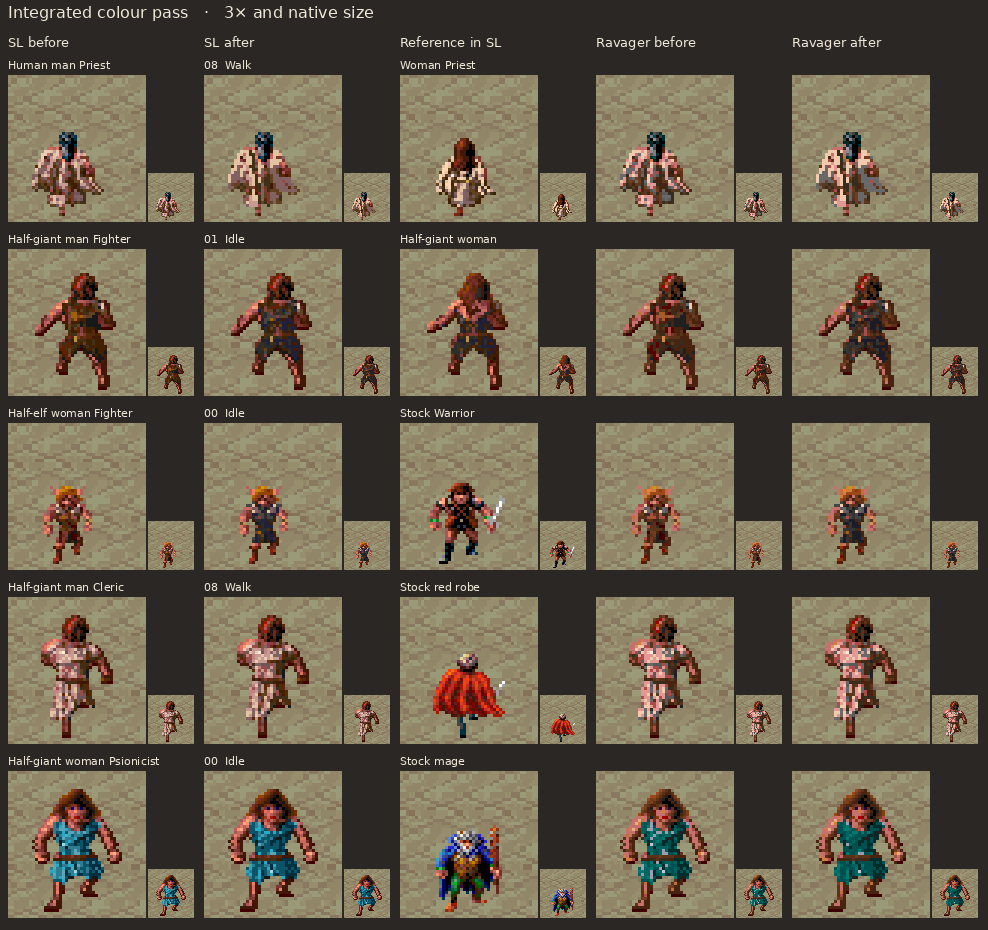 Integrated colour pass · 3× and native size
SL before SL after Reference in SL Ravager before Ravager after
Human man Priest 08 Walk Woman Priest
Half-giant man Fighter 01 Idle Half-giant woman
Half-elf woman Fighter 00 Idle Stock Warrior
Half-giant man Cleric 08 Walk Stock red robe
Half-giant woman Psionicist 00 Idle Stock mage